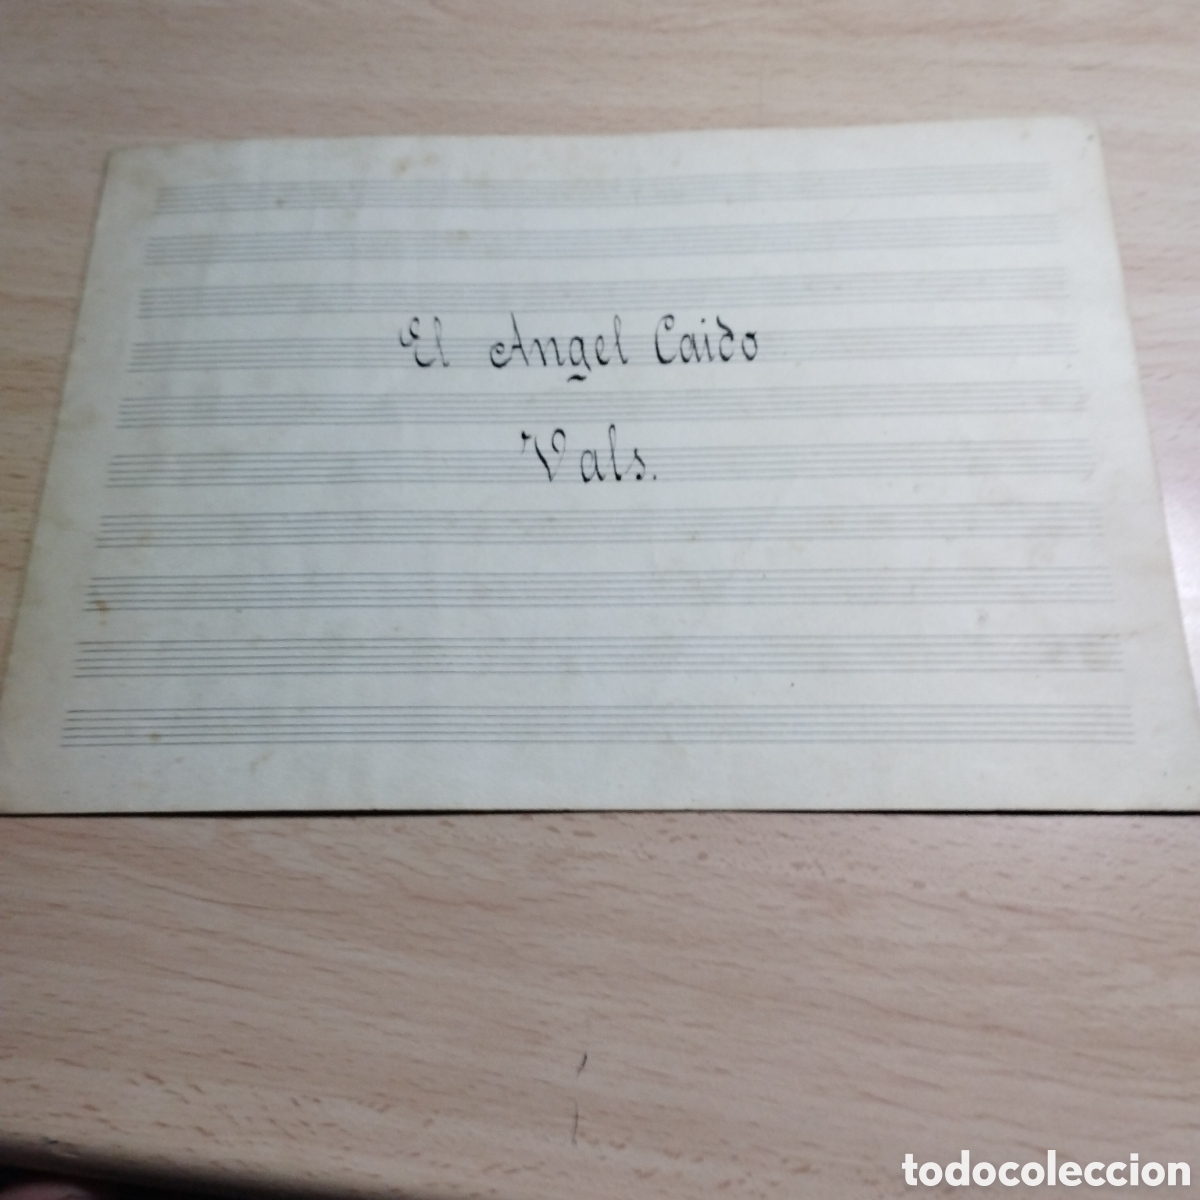 El Angel Caido
Vals.
todocoleccion